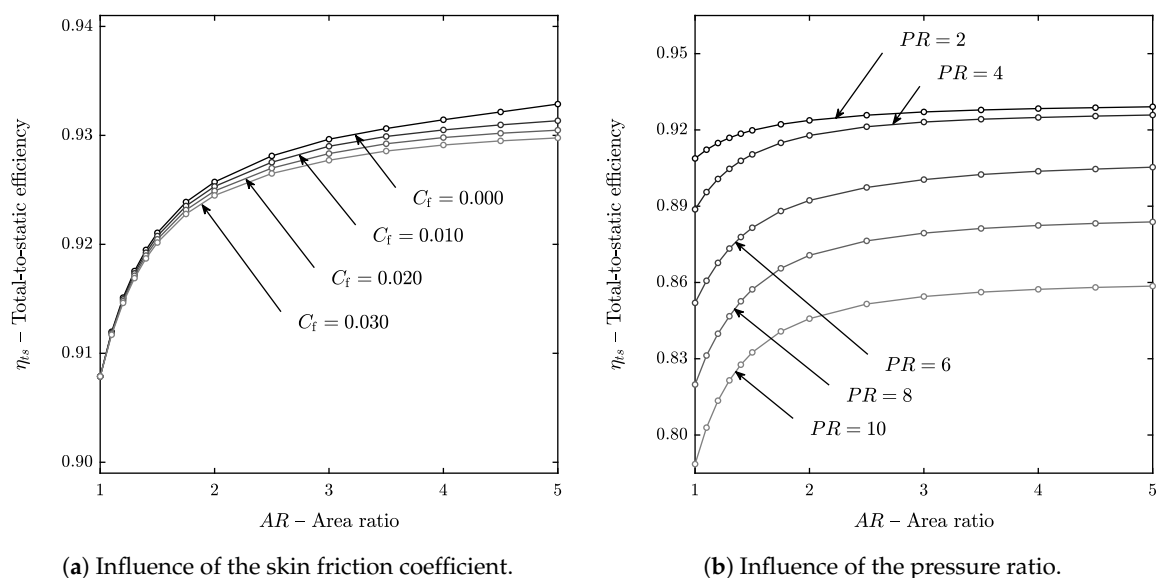 0.94
0.93
0.92
0.91
0.90
1
2
3
4
5
η_ts – Total-to-static efficiency
AR – Area ratio
C_f = 0.000
C_f = 0.010
C_f = 0.020
C_f = 0.030
(a) Influence of the skin friction coefficient.
0.95
0.92
0.89
0.86
0.83
0.80
1
2
3
4
5
η_ts – Total-to-static efficiency
AR – Area ratio
PR = 2
PR = 4
PR = 6
PR = 8
PR = 10
(b) Influence of the pressure ratio.